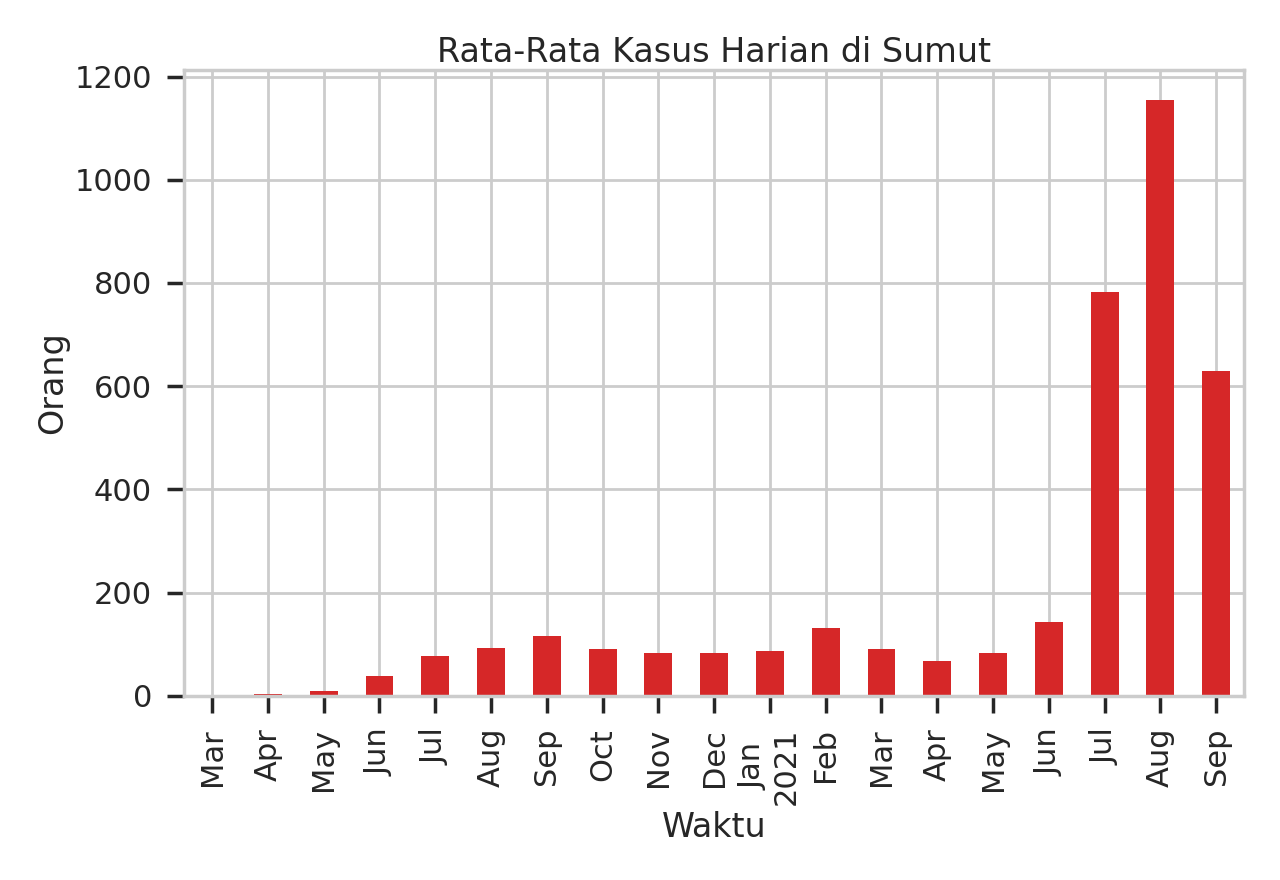 Rata-Rata Kasus Harian di Sumut
1200
1000
800
600
400
200
0
Orang
Mar
Apr
May
Jun
Jul
Aug
Sep
Oct
Nov
Dec
Jan
2021
Feb
Mar
Apr
May
Jun
Jul
Aug
Sep
Waktu